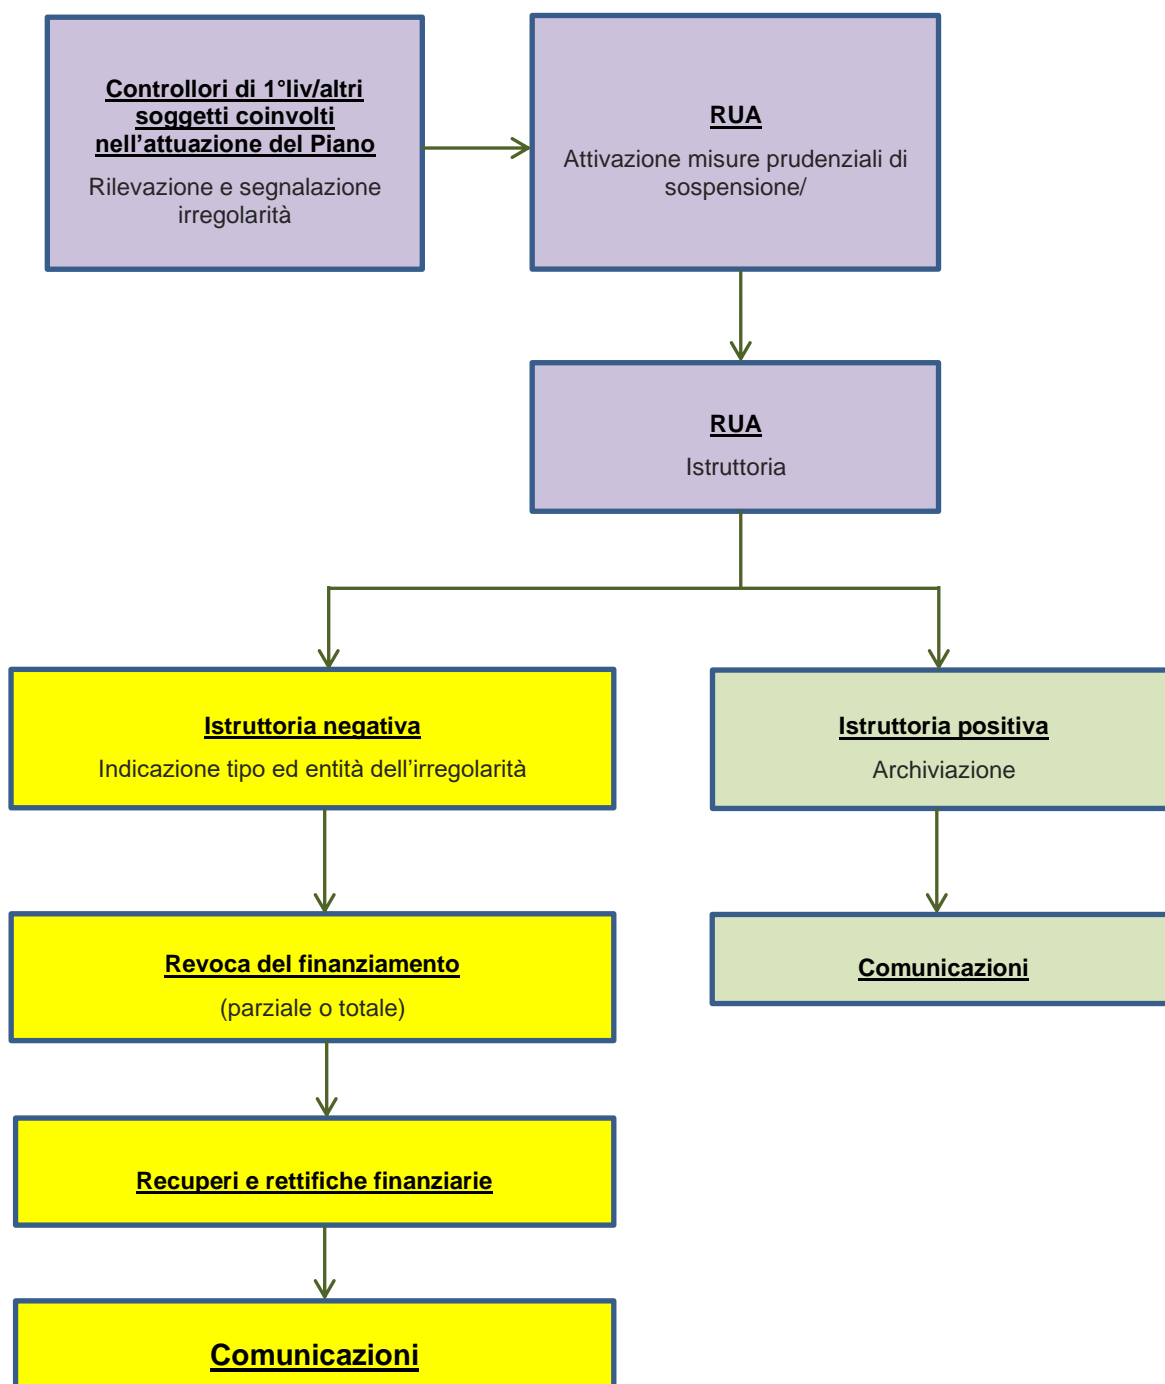 Controllori di 1°liv/altri
soggetti coinvolti
nell’attuazione del Piano
Rilevazione e segnalazione
irregolarità
RUA
Attivazione misure prudenziali di
sospensione/
RUA
Istruttoria
Istruttoria negativa
Indicazione tipo ed entità dell’irregolarità
Istruttoria positiva
Archiviazione
Revoca del finanziamento
(parziale o totale)
Comunicazioni
Recuperi e rettifiche finanziarie
Comunicazioni